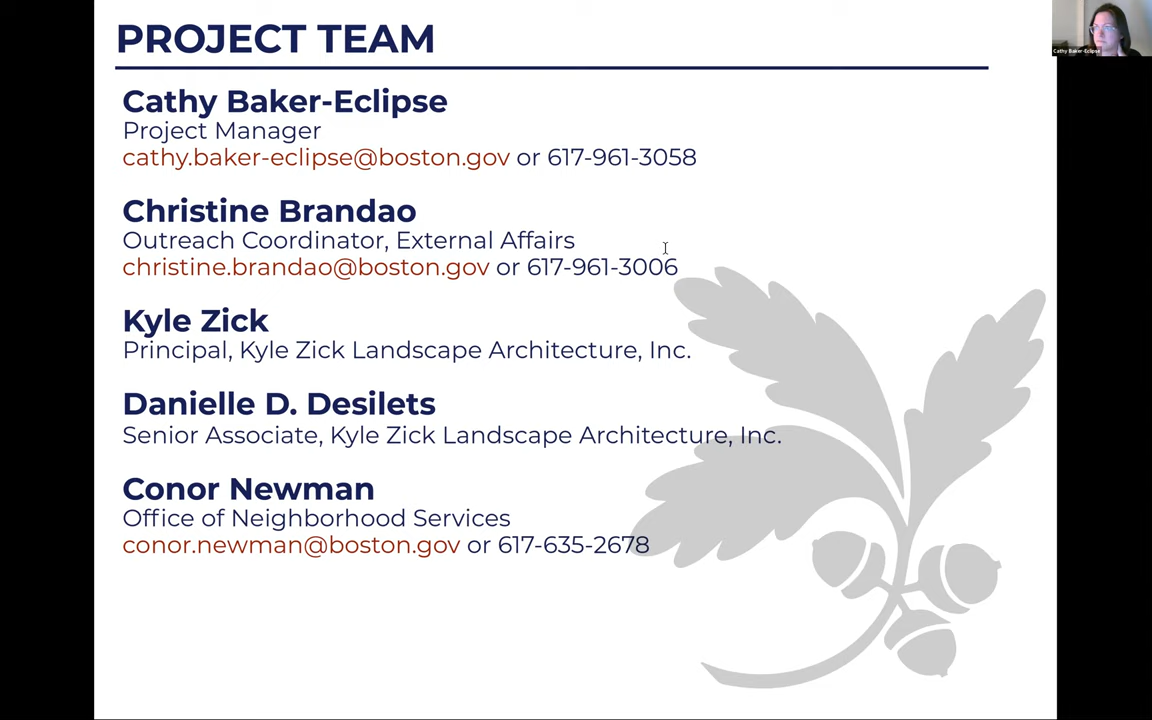 PROJECT TEAM
Cathy Baker-Eclipse
Cathy Baker-Eclipse
Project Manager
cathy.baker-eclipse@boston.gov or 617-961-3058
Christine Brandao
Outreach Coordinator, External Affairs
christine.brandao@boston.gov or 617-961-3006
Kyle Zick
Principal, Kyle Zick Landscape Architecture, Inc.
Danielle D. Desilets
Senior Associate, Kyle Zick Landscape Architecture, Inc.
Conor Newman
Office of Neighborhood Services
conor.newman@boston.gov or 617-635-2678